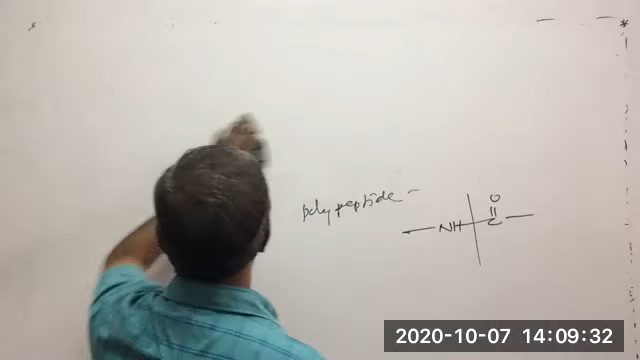 polypeptide -
O
— NH C —
2020-10-07 14:09:32